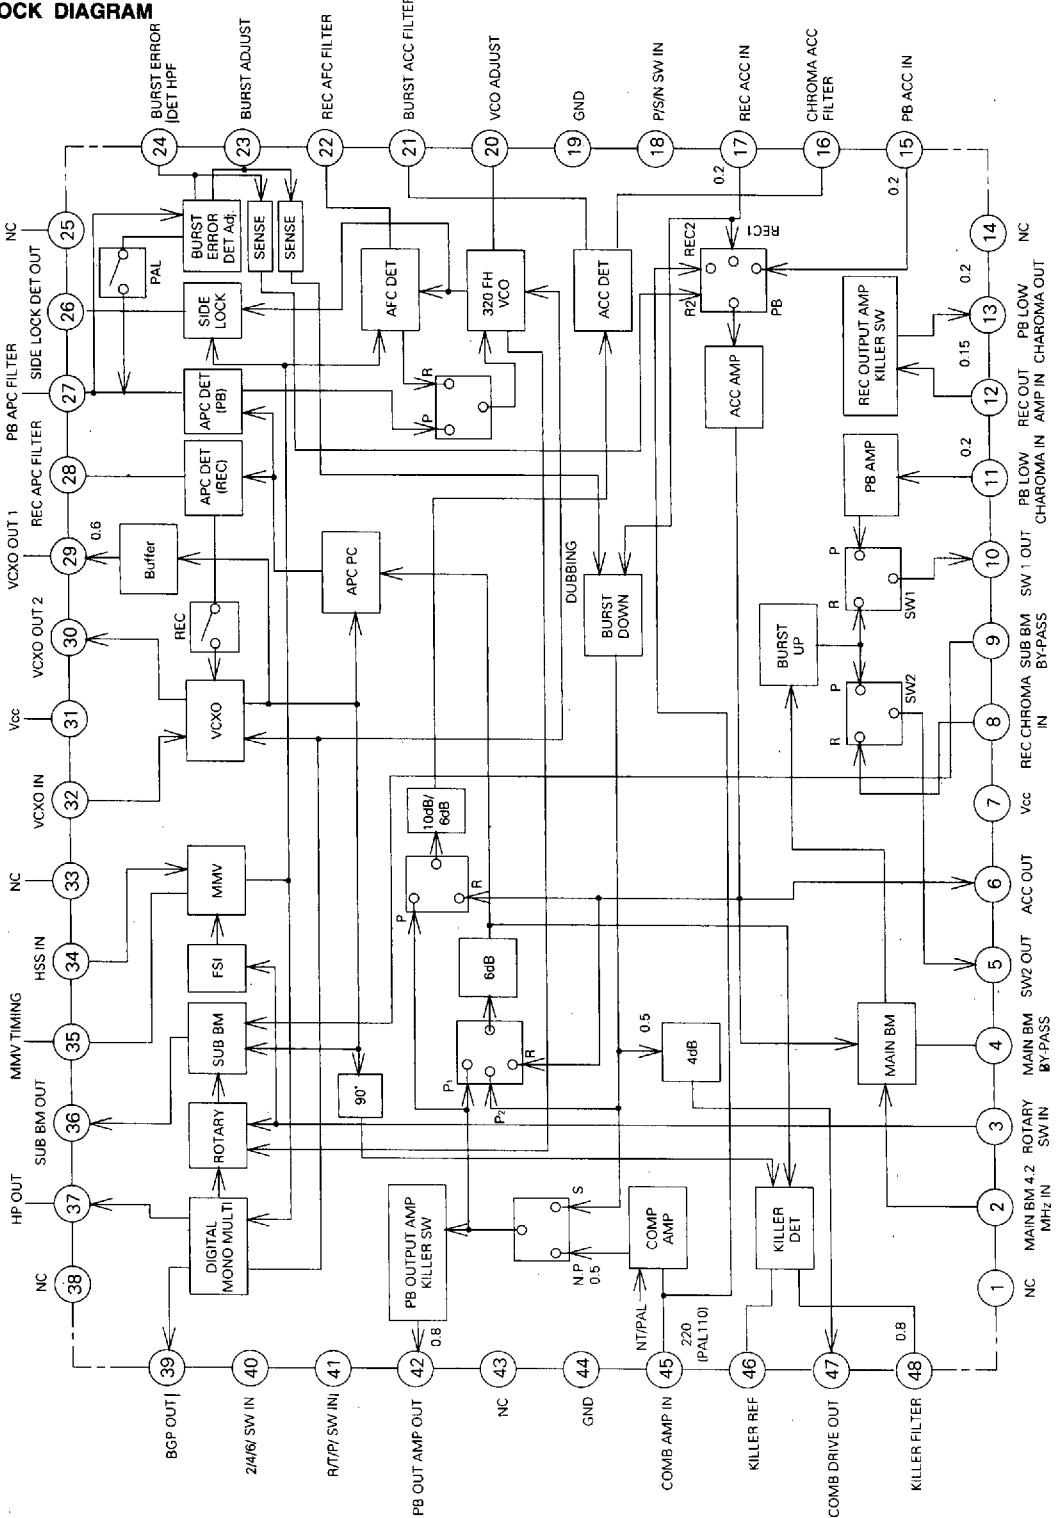 OCK DIAGRAM
BURST ERROR
DET HPF
BURST ADJUST
REC AFC FILTER
BURST ACC FILTER
VCO ADJUST
GND
P/S/N SW IN
REC ACC IN
CHROMA ACC
FILTER
PB ACC IN
24
23
22
21
20
19
18
17
16
15
0.2
0.2
NC
25
SIDE LOCK DET OUT
26
PB APC FILTER
27
REC APC FILTER
28
VCXO OUT 1
29
0.6
VCXO OUT 2
30
Vcc
31
VCXO IN
32
NC
33
HSS IN
34
MMV TIMING
35
SUB BM OUT
36
HP OUT
37
NC
38
PAL
BURST
ERROR
DET Adj.
SENSE
SENSE
SIDE
LOCK
AFC DET
320 FH
VCO
ACC DET
R2
REC2
REC1
PB
ACC AMP
REC OUTPUT AMP
KILLER SW
APC DET
(PB)
P
R
APC DET
(REC)
Buffer
REC
APC PC
DUBBING
BURST
DOWN
PB AMP
R
P
SW1
BURST
UP
R
P
SW2
VCXO
10dB/
6dB
P
R
MMV
FSI
6dB
SUB BM
P1
P2
R
0.5
4dB
MAIN BM
90°
ROTARY
DIGITAL
MONO MULTI
PB OUTPUT AMP
KILLER SW
S
N.P
0.5
COMP
AMP
KILLER
DET
NT/PAL
220
(PAL110)
0.8
0.8
14
NC
13
PB LOW
CHAROMA OUT
0.2
12
REC OUT
AMP IN
0.15
11
PB LOW
CHAROMA IN
0.2
10
SW 1 OUT
9
SUB BM
BY-PASS
8
REC CHROMA
IN
7
Vcc
6
ACC OUT
5
SW2 OUT
4
MAIN BM
BY-PASS
3
ROTARY
SW IN
2
MAIN BM 4.2
MHz IN
1
NC
39
40
41
42
43
44
45
46
47
48
BGP OUT
2/4/6/ SW IN
R/T/P/ SW IN
PB OUT AMP OUT
NC
GND
COMB AMP IN
KILLER REF
COMB DRIVE OUT
KILLER FILTER